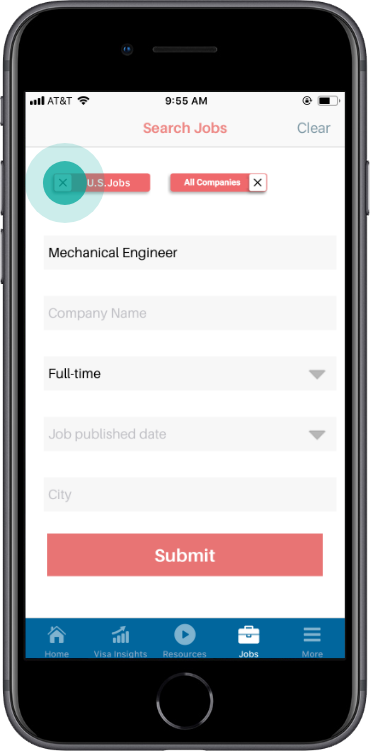 AT&T 9:55 AM
Search Jobs Clear
U.S.Jobs All Companies
Mechanical Engineer
Company Name
Full-time
Job published date
City
Submit
Home Visa Insights Resources Jobs More